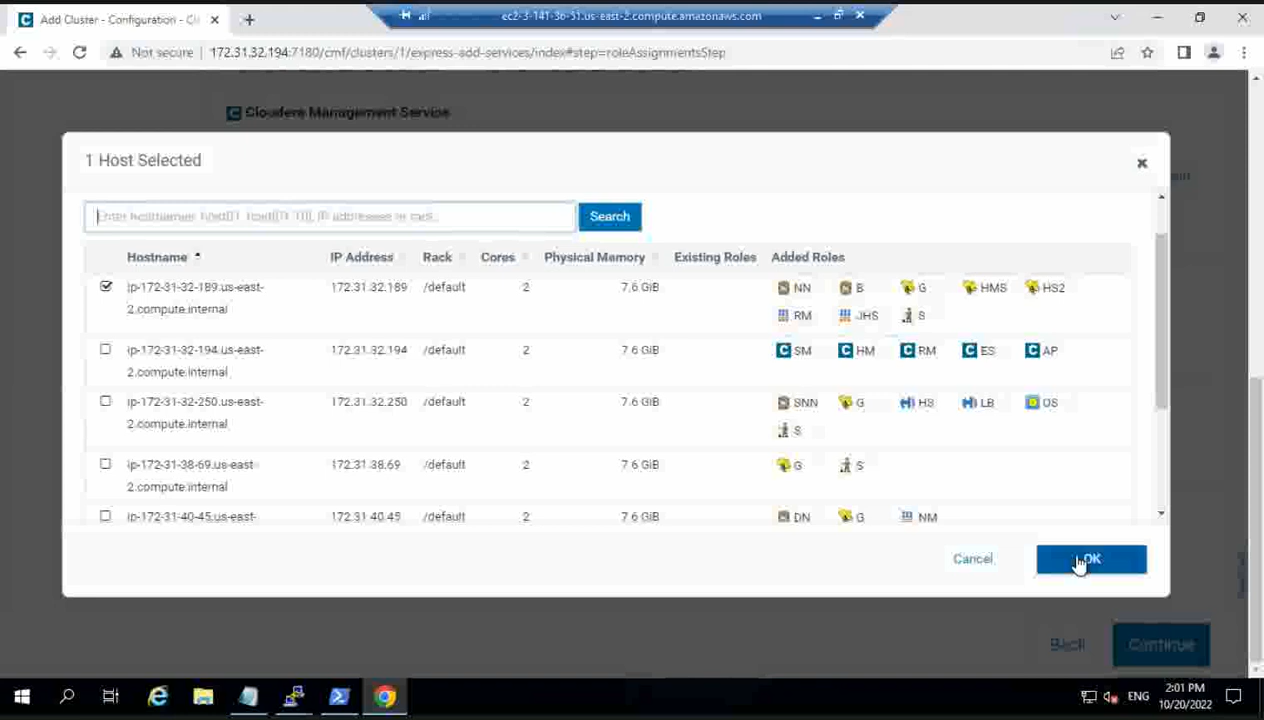 Add Cluster - Configuration - Cl
ec2-3-141-36-51.us-east-2.compute.amazonaws.com
Not secure
172.31.32.194:7180/cmf/clusters/1/express-add-services/index#step=roleAssignmentsStep
Cloudera Management Service
1 Host Selected
Search
Hostname IP Address Rack Cores Physical Memory Existing Roles Added Roles
ip-172-31-32-189.us-east- 172.31.32.189 /default 2 7.6 GiB NN B G HMS HS2
2.compute.internal RM JHS S
ip-172-31-32-194.us-east- 172.31.32.194 /default 2 7.6 GiB SM HM RM ES AP
2.compute.internal
ip-172-31-32-250.us-east- 172.31.32.250 /default 2 7.6 GiB SNN G HS LB OS
2.compute.internal S
ip-172-31-38-69.us-east- 172.31.38.69 /default 2 7.6 GiB G S
2.compute.internal
ip-172-31-40-45.us-east- 172.31.40.45 /default 2 7.6 GiB DN G NM
Cancel OK
Back Continue
ENG 2:01 PM
10/20/2022